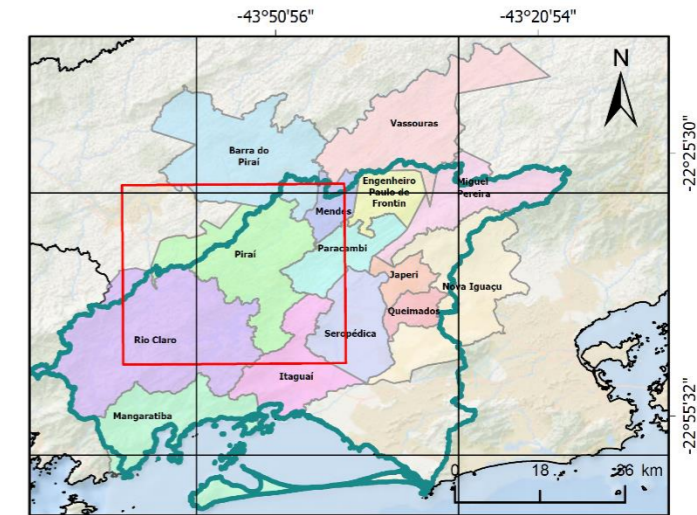 -43°50'56"
-43°20'54"
N
Vassouras
-22°25'30"
Barra do
Piraí
Engenheiro
Paulo de
Frontin
Miguel
Pereira
Mendes
Piraí
Paracambi
Japeri
Nova Iguaçu
Queimados
Rio Claro
Seropédica
Itaguaí
Mangaratiba
-22°55'32"
0 18 36 km